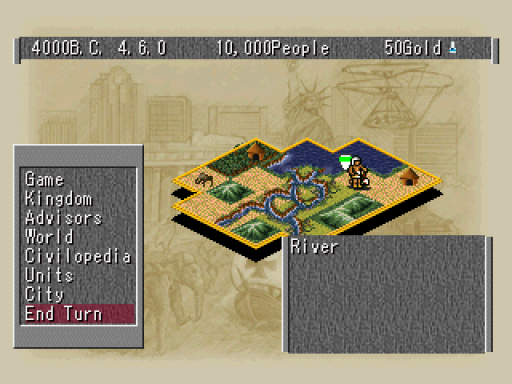 4000B.C. 4.6.0 10,000People 50Gold
Game
Kingdom
Advisors
World
Civilopedia
Units
City
End Turn
River